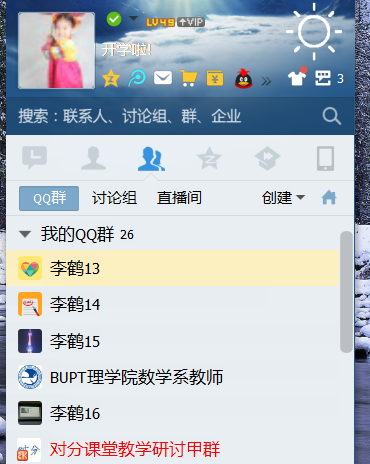 LV49 VIP
开学啦!
3
搜索：联系人、讨论组、群、企业
QQ群 讨论组 直播间 创建
我的QQ群 26
李鹤13
李鹤14
李鹤15
BUPT理学院数学系教师
李鹤16
对分课堂教学研讨甲群